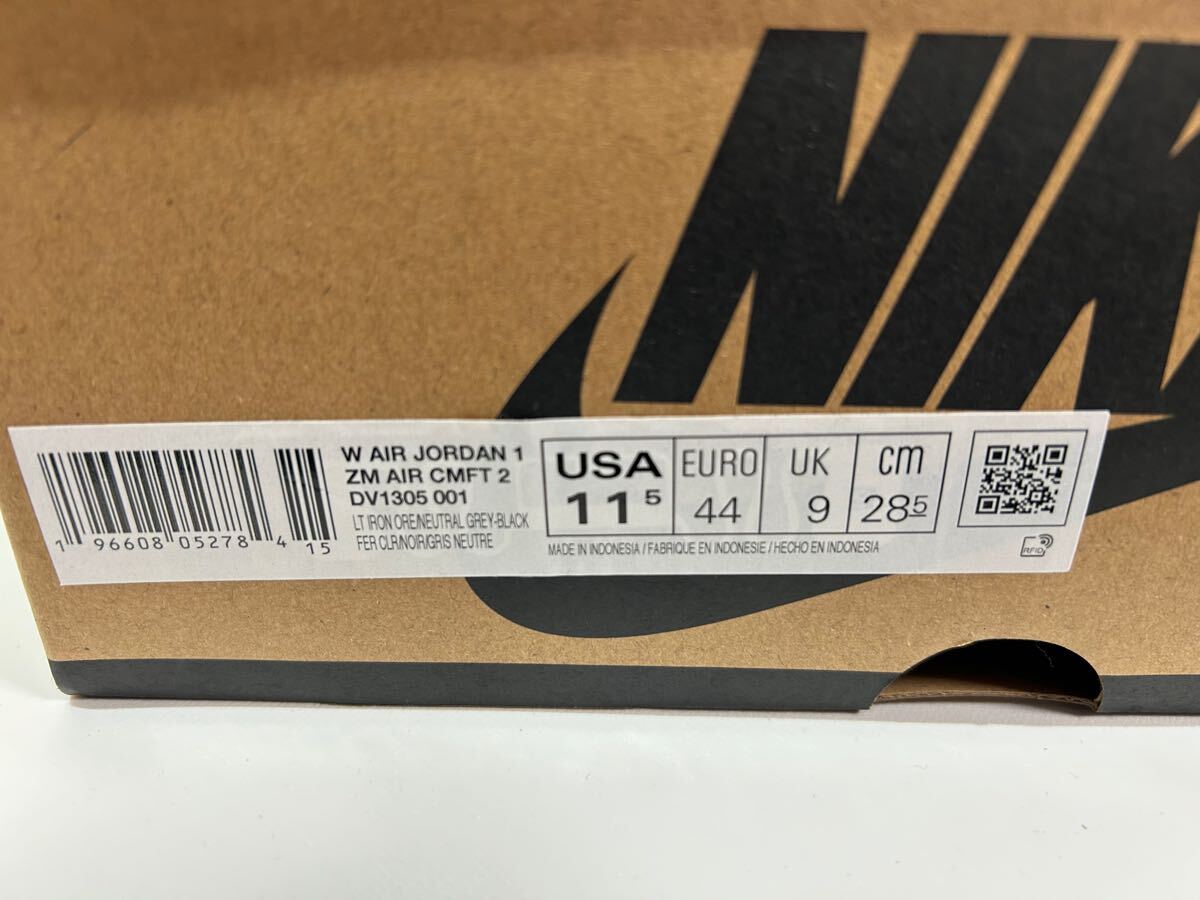 NIK
W AIR JORDAN 1
ZM AIR CMFT 2
DV1305 001
LT IRON ORE/NEUTRAL GREY-BLACK
FER CLR/NOIR/GRIS NEUTRE
1 96608 05278 4 15
USA EURO UK cm
11 5 44 9 28 5
MADE IN INDONESIA / FABRIQUE EN INDONESIE / HECHO EN INDONESIA
RFID